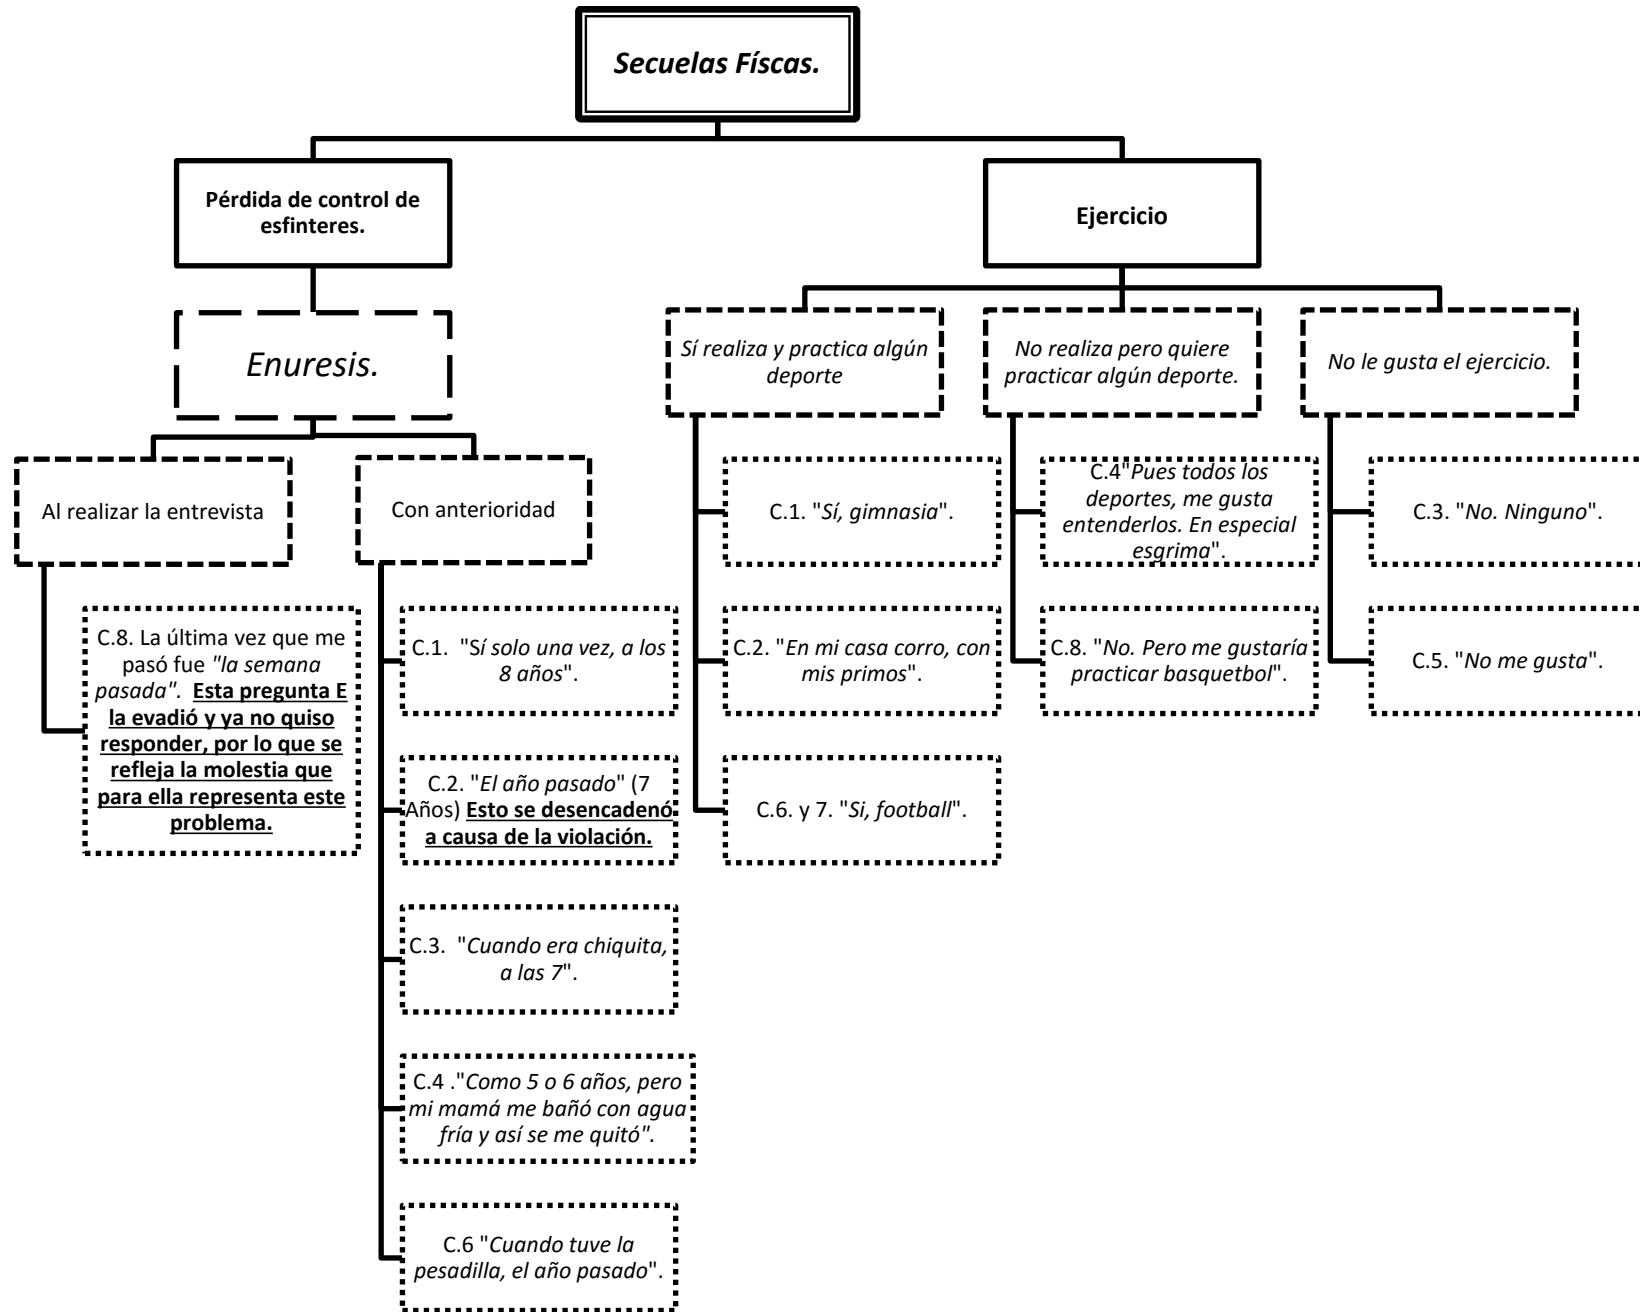 Secuelas Físcas.
Pérdida de control de
esfinteres.
Ejercicio
Enuresis.
Sí realiza y practica algún
deporte
No realiza pero quiere
practicar algún deporte.
No le gusta el ejercicio.
Al realizar la entrevista
Con anterioridad
C.8. La última vez que me
pasó fue "la semana
pasada". Esta pregunta E
la evadió y ya no quiso
responder, por lo que se
refleja la molestia que
para ella representa este
problema.
C.1. "Sí solo una vez, a los
8 años".
C.2. "El año pasado" (7
Años) Esto se desencadenó
a causa de la violación.
C.3. "Cuando era chiquita,
a las 7".
C.4 ."Como 5 o 6 años, pero
mi mamá me bañó con agua
fría y así se me quitó".
C.6 "Cuando tuve la
pesadilla, el año pasado".
C.1. "Sí, gimnasia".
C.2. "En mi casa corro, con
mis primos".
C.6. y 7. "Si, football".
C.4"Pues todos los
deportes, me gusta
entenderlos. En especial
esgrima".
C.8. "No. Pero me gustaría
practicar basquetbol".
C.3. "No. Ninguno".
C.5. "No me gusta".